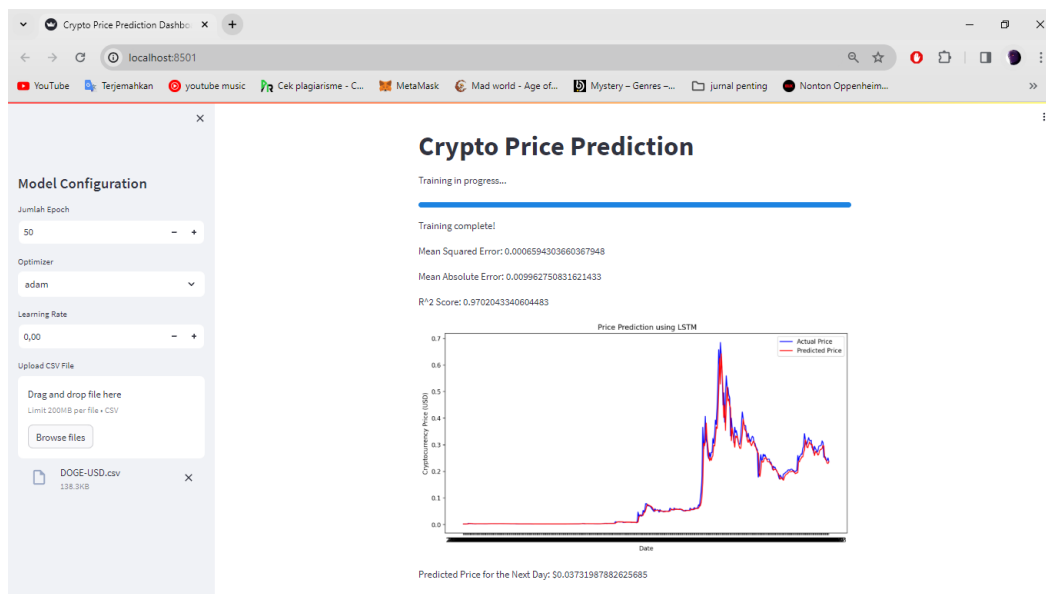 Crypto Price Prediction Dashbo
localhost:8501
YouTube Terjemahkan youtube music Cek plagiarisme - C... MetaMask Mad world - Age of... Mystery – Genres –... jurnal penting Nonton Oppenheim...
Model Configuration
Jumlah Epoch
50
Optimizer
adam
Learning Rate
0,00
Upload CSV File
Drag and drop file here
Limit 200MB per file • CSV
Browse files
DOGE-USD.csv
138.3KB
Crypto Price Prediction
Training in progress...
Training complete!
Mean Squared Error: 0.0006594303660367948
Mean Absolute Error: 0.009962750831621433
R^2 Score: 0.9702043340604483
Price Prediction using LSTM
Actual Price
Predicted Price
Cryptocurrency Price (USD)
0.7
0.6
0.5
0.4
0.3
0.2
0.1
0.0
Date
Predicted Price for the Next Day: $0.03731987882625685